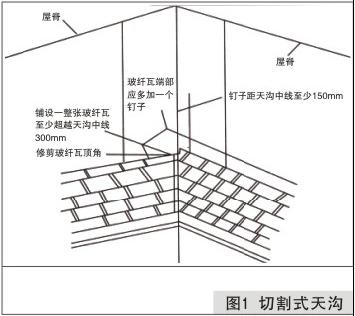 屋脊
屋脊
玻纤瓦端部
应多加一个
钉子
钉子距天沟中线至少150mm
铺设一整张玻纤瓦
至少超越天沟中线
300mm
修剪玻纤瓦顶角
图1 切割式天沟